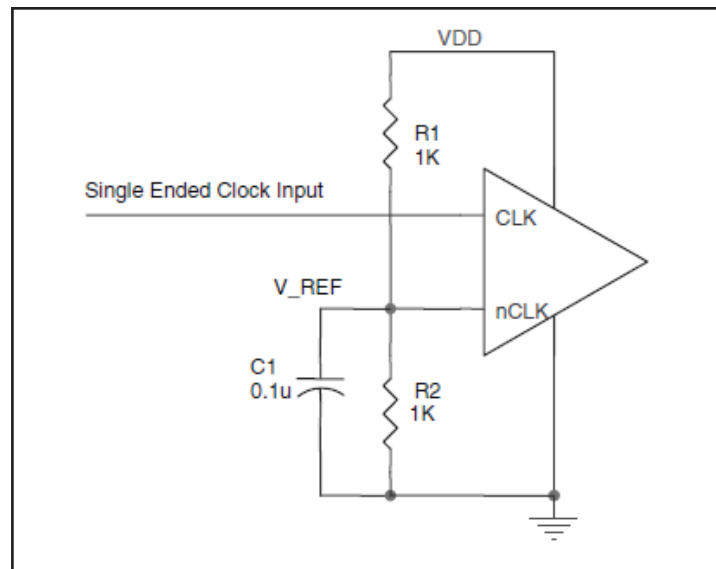 VDD
R1
1K
Single Ended Clock Input
CLK
V_REF
nCLK
C1
0.1u
R2
1K